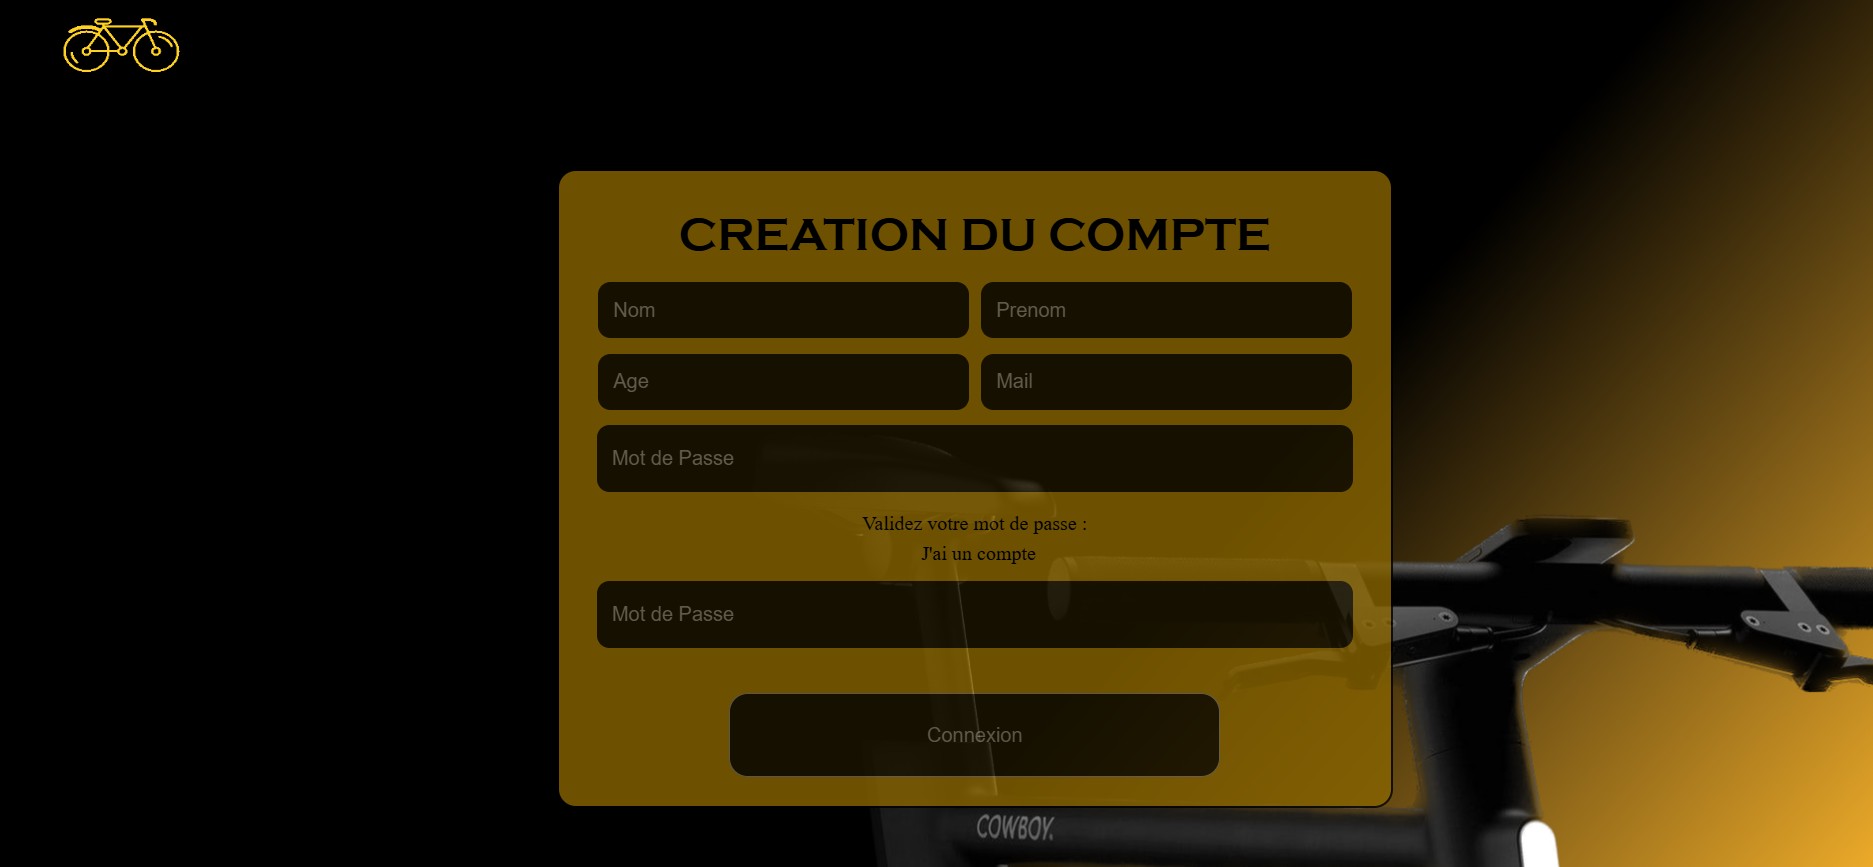 CREATION DU COMPTE
Nom
Prenom
Age
Mail
Mot de Passe
Validez votre mot de passe :
J'ai un compte
Mot de Passe
Connexion
COWBOY.